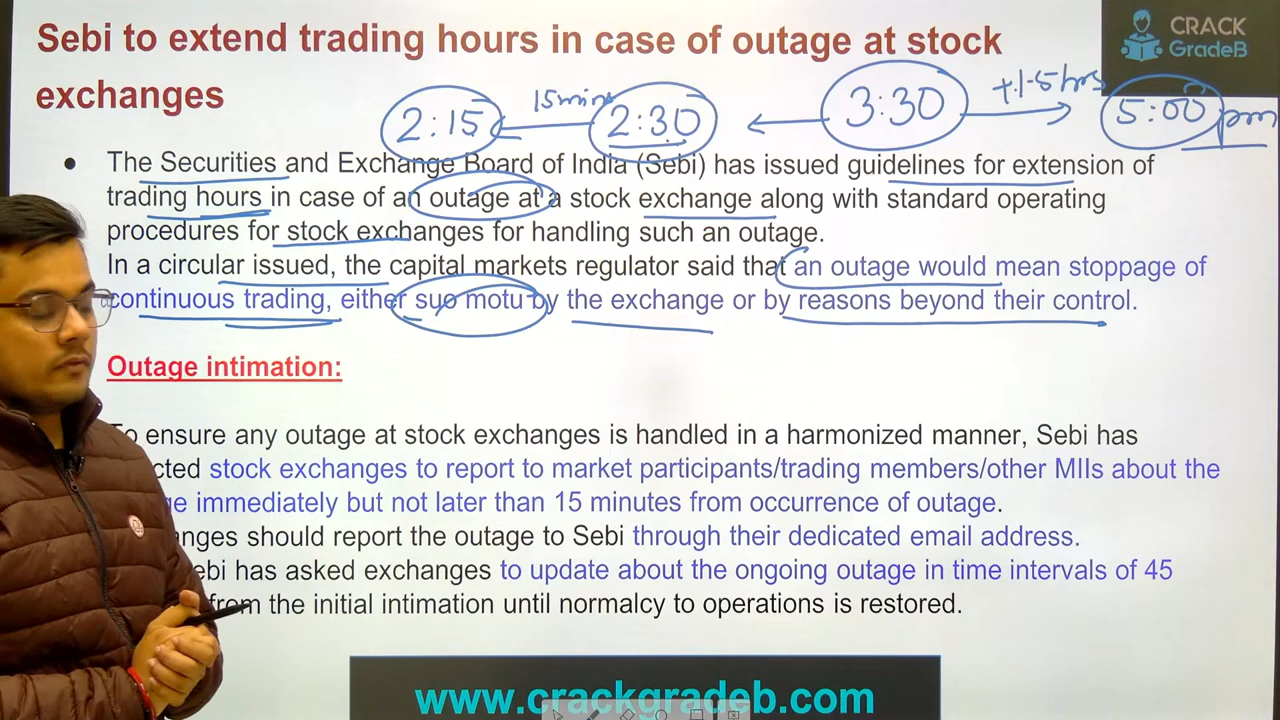 Sebi to extend trading hours in case of outage at stock
exchanges
CRACK
GradeB
2:15
15mins
2:30
3:30
+1.5 hrs
5:00 pm
● The Securities and Exchange Board of India (Sebi) has issued guidelines for extension of
trading hours in case of an outage at a stock exchange along with standard operating
procedures for stock exchanges for handling such an outage.
In a circular issued, the capital markets regulator said that an outage would mean stoppage of
continuous trading, either suo motu by the exchange or by reasons beyond their control.
Outage intimation:
To ensure any outage at stock exchanges is handled in a harmonized manner, Sebi has
cted stock exchanges to report to market participants/trading members/other MIIs about the
ge immediately but not later than 15 minutes from occurrence of outage.
anges should report the outage to Sebi through their dedicated email address.
ebi has asked exchanges to update about the ongoing outage in time intervals of 45
from the initial intimation until normalcy to operations is restored.
www.crackgradeb.com